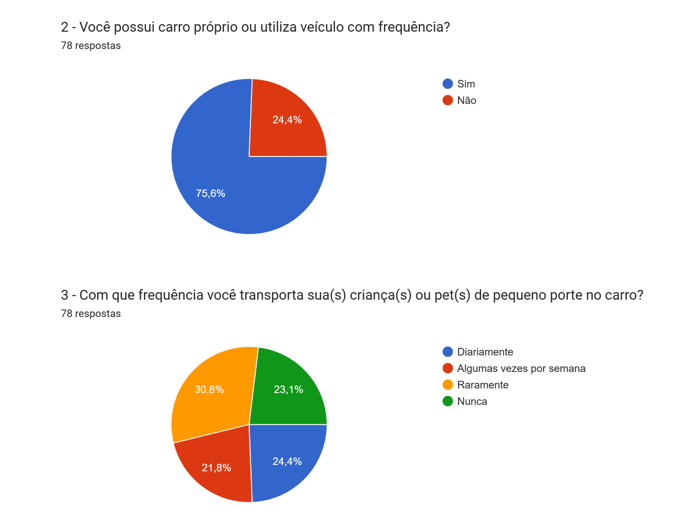 2 - Você possui carro próprio ou utiliza veículo com frequência?
78 respostas
Sim
Não
24,4%
75,6%
3 - Com que frequência você transporta sua(s) criança(s) ou pet(s) de pequeno porte no carro?
78 respostas
Diariamente
Algumas vezes por semana
Raramente
Nunca
30,8%
23,1%
21,8%
24,4%